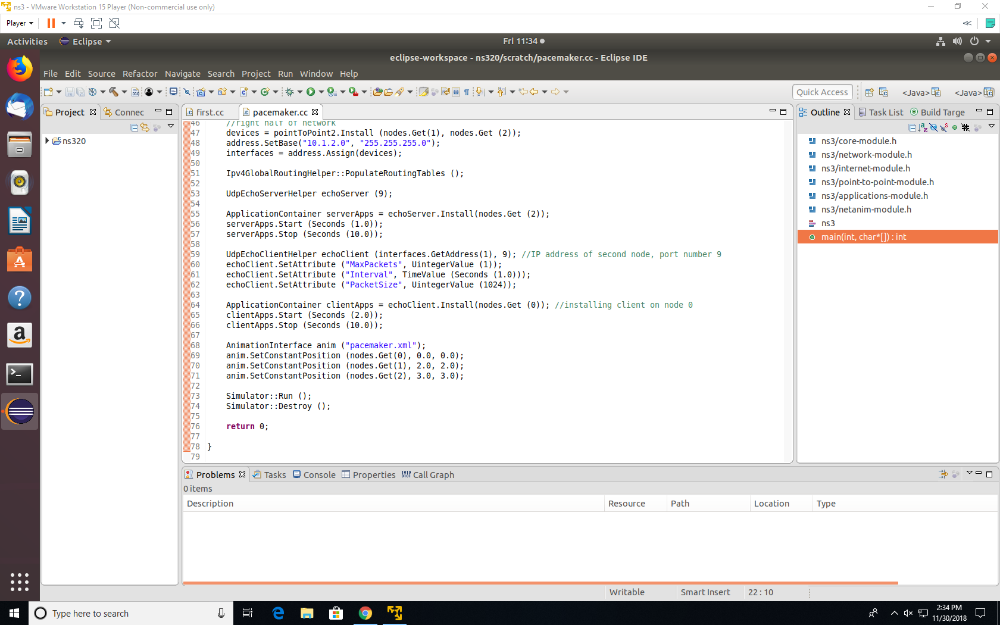 ns3 - VMware Workstation 15 Player (Non-commercial use only)
Player
Activities
Eclipse
Fri 11:34
eclipse-workspace - ns320/scratch/pacemaker.cc - Eclipse IDE
File Edit Source Refactor Navigate Search Project Run Window Help
Quick Access
<Java>
<Java>
Project
Connec
ns320
first.cc
pacemaker.cc
46 //right half of network
47 devices = pointToPoint2.Install (nodes.Get(1), nodes.Get (2));
48 address.SetBase("10.1.2.0", "255.255.255.0");
49 interfaces = address.Assign(devices);
50
51 Ipv4GlobalRoutingHelper::PopulateRoutingTables ();
52
53 UdpEchoServerHelper echoServer (9);
54
55 ApplicationContainer serverApps = echoServer.Install(nodes.Get (2));
56 serverApps.Start (Seconds (1.0));
57 serverApps.Stop (Seconds (10.0));
58
59 UdpEchoClientHelper echoClient (interfaces.GetAddress(1), 9); //IP address of second node, port number 9
60 echoClient.SetAttribute ("MaxPackets", UintegerValue (1));
61 echoClient.SetAttribute ("Interval", TimeValue (Seconds (1.0)));
62 echoClient.SetAttribute ("PacketSize", UintegerValue (1024));
63
64 ApplicationContainer clientApps = echoClient.Install(nodes.Get (0)); //installing client on node 0
65 clientApps.Start (Seconds (2.0));
66 clientApps.Stop (Seconds (10.0));
67
68 AnimationInterface anim ("pacemaker.xml");
69 anim.SetConstantPosition (nodes.Get(0), 0.0, 0.0);
70 anim.SetConstantPosition (nodes.Get(1), 2.0, 2.0);
71 anim.SetConstantPosition (nodes.Get(2), 3.0, 3.0);
72
73 Simulator::Run ();
74 Simulator::Destroy ();
75
76 return 0;
77
78 }
79
Outline
Task List
Build Targe
ns3/core-module.h
ns3/network-module.h
ns3/internet-module.h
ns3/point-to-point-module.h
ns3/applications-module.h
ns3/netanim-module.h
ns3
main(int, char*[]) : int
Problems
Tasks
Console
Properties
Call Graph
0 items
Description Resource Path Location Type
Writable
Smart Insert
22 : 10
Type here to search
2:34 PM
11/30/2018